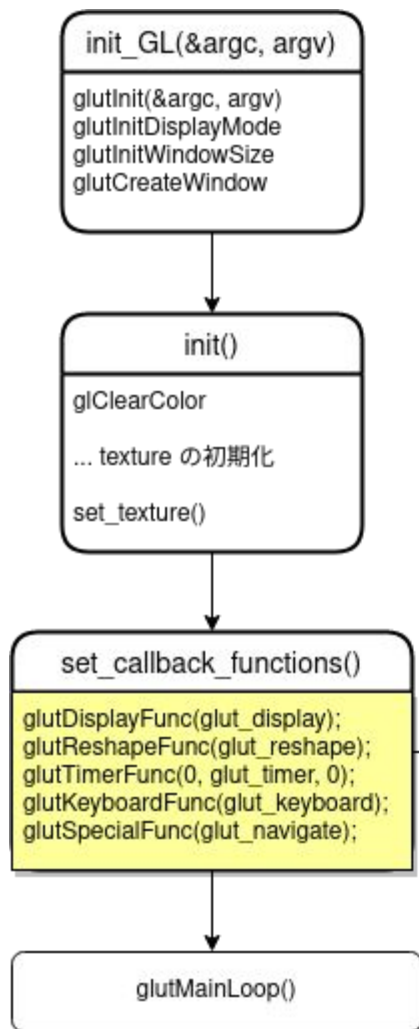 init_GL(&argc, argv)
glutInit(&argc, argv)
glutInitDisplayMode
glutInitWindowSize
glutCreateWindow
init()
glClearColor
... texture の初期化
set_texture()
set_callback_functions()
glutDisplayFunc(glut_display);
glutReshapeFunc(glut_reshape);
glutTimerFunc(0, glut_timer, 0);
glutKeyboardFunc(glut_keyboard);
glutSpecialFunc(glut_navigate);
glutMainLoop()